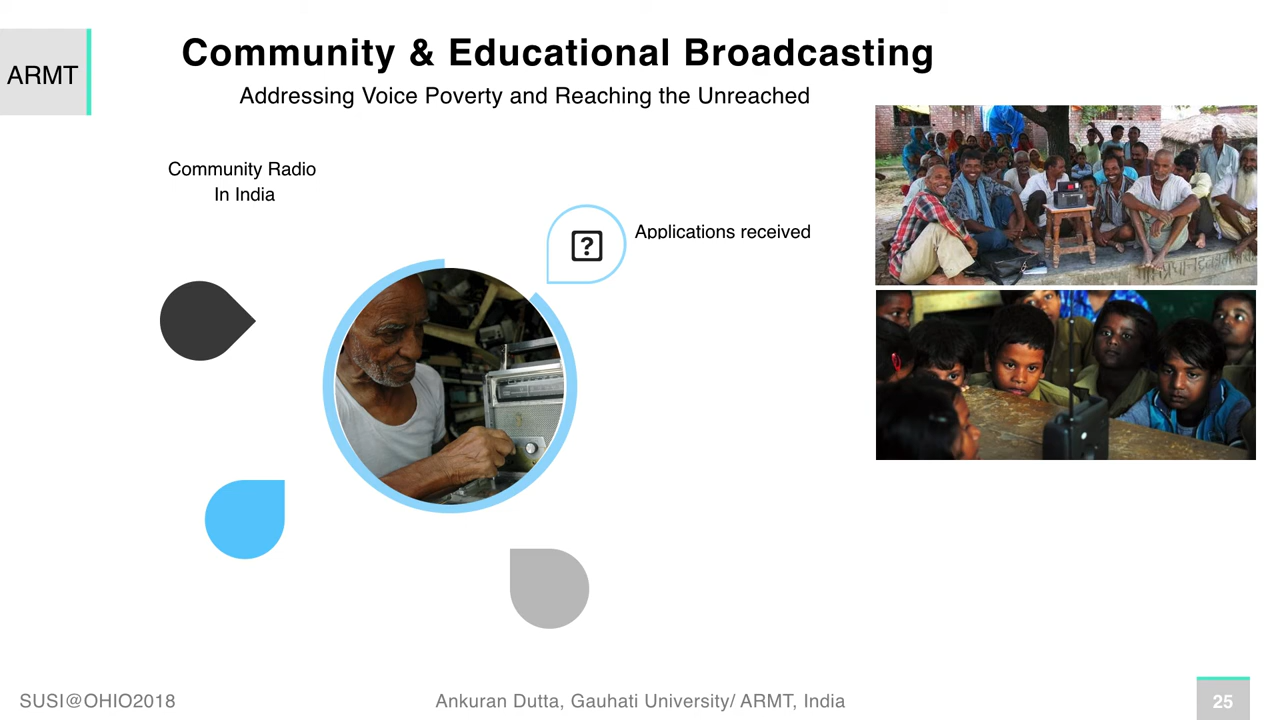 ARMT
Community & Educational Broadcasting
Addressing Voice Poverty and Reaching the Unreached
Community Radio
In India
?
Applications received
SUSI@OHIO2018
Ankuran Dutta, Gauhati University/ ARMT, India
25